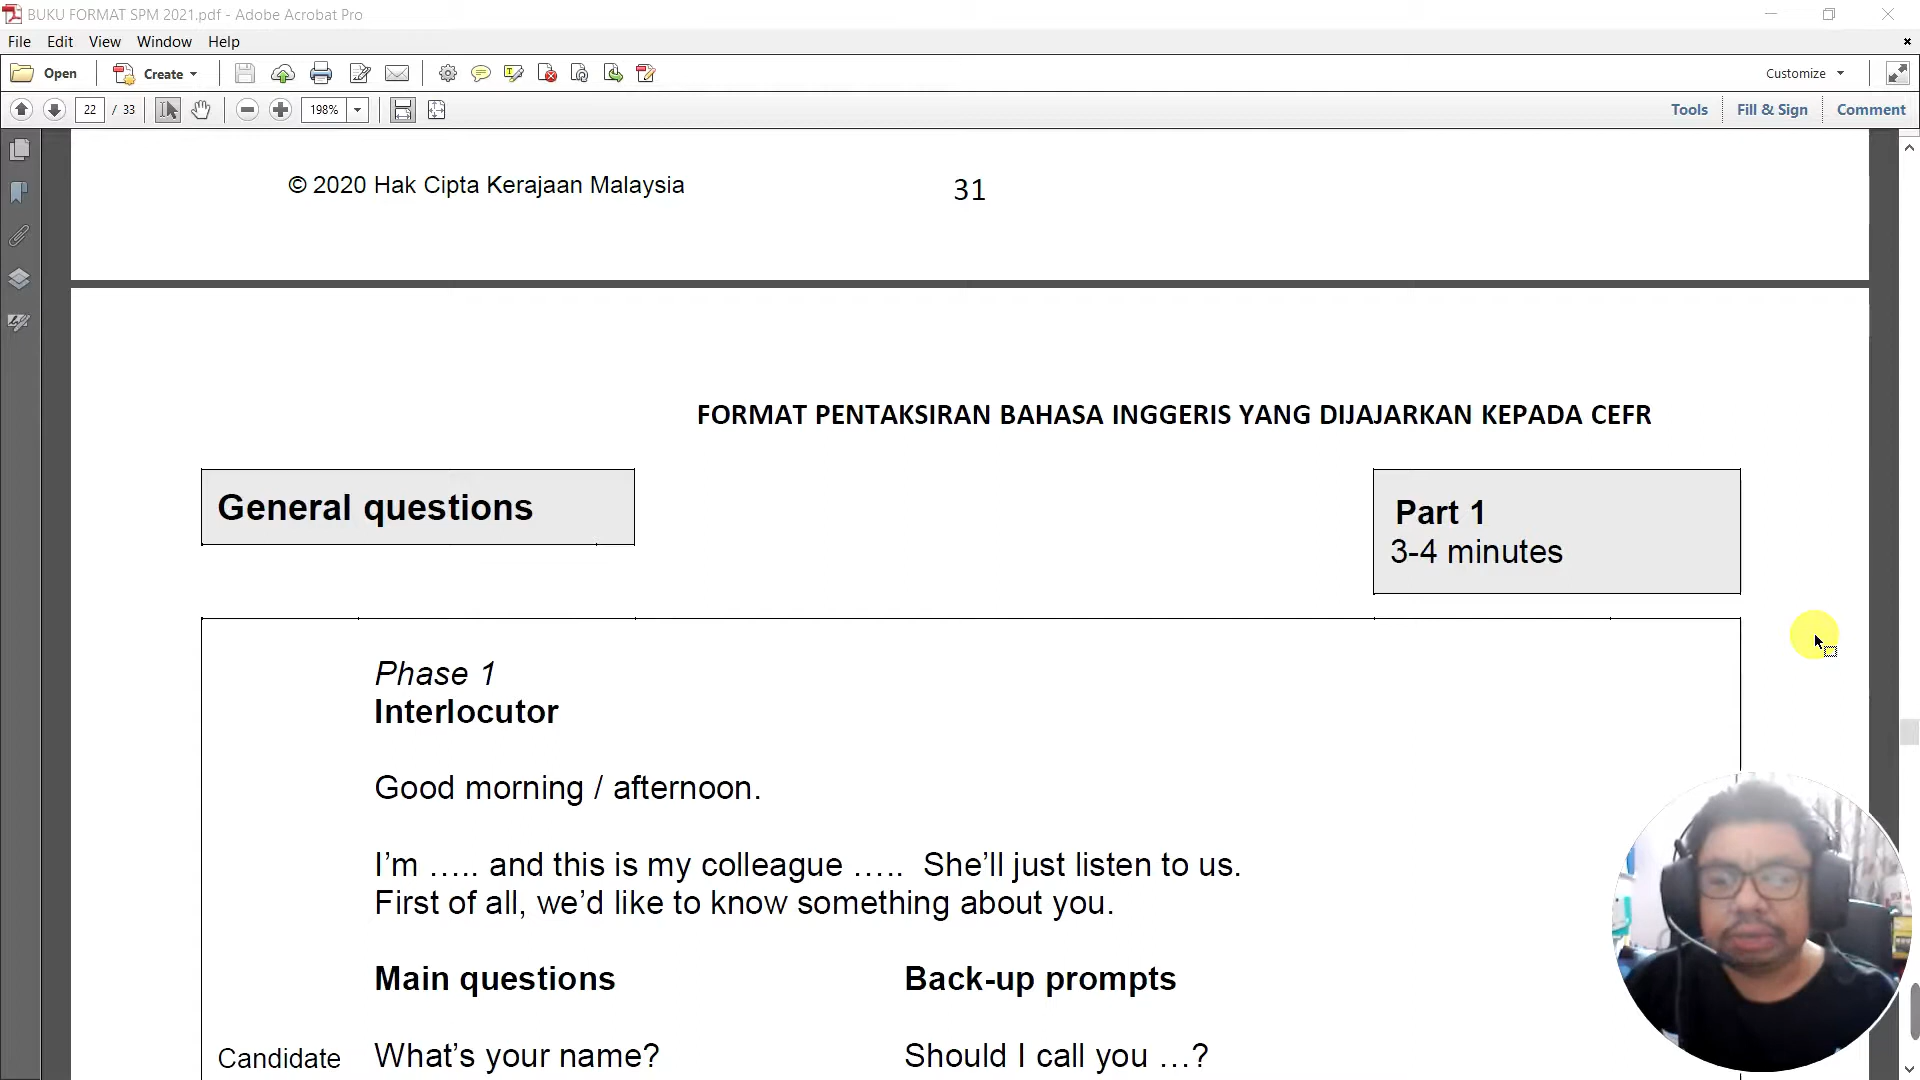 BUKU FORMAT SPM 2021.pdf - Adobe Acrobat Pro
File Edit View Window Help
Open Create Customize
22 / 33 198% Tools Fill & Sign Comment
© 2020 Hak Cipta Kerajaan Malaysia 31
FORMAT PENTAKSIRAN BAHASA INGGERIS YANG DIJAJARKAN KEPADA CEFR
General questions
Part 1
3-4 minutes
Phase 1
Interlocutor
Good morning / afternoon.
I'm ….. and this is my colleague ….. She'll just listen to us.
First of all, we'd like to know something about you.
Main questions Back-up prompts
Candidate What's your name? Should I call you …?